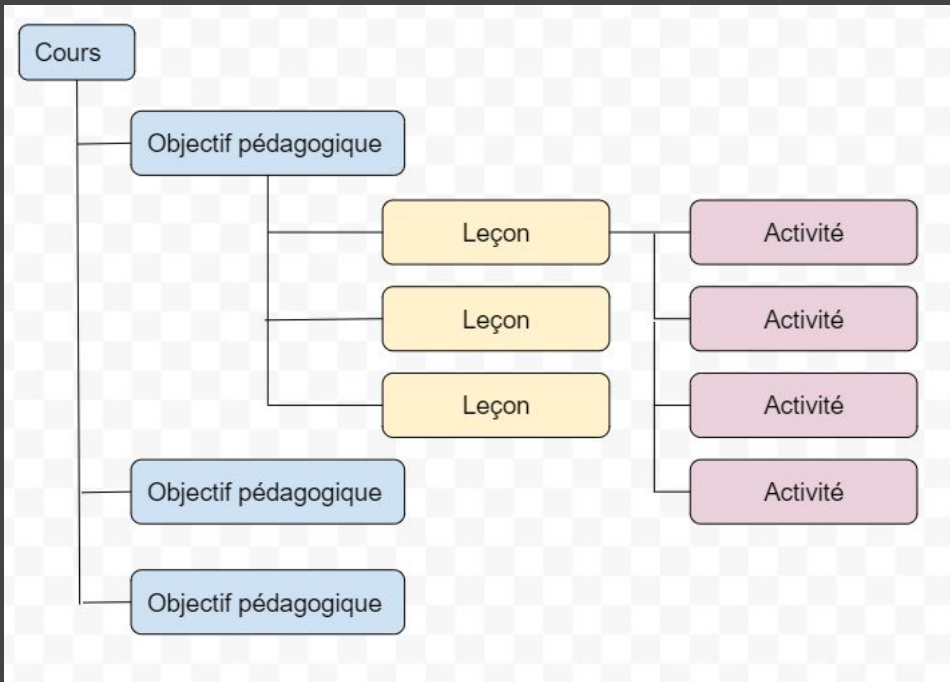 Cours
Objectif pédagogique
Leçon
Activité
Leçon
Activité
Leçon
Activité
Objectif pédagogique
Activité
Objectif pédagogique